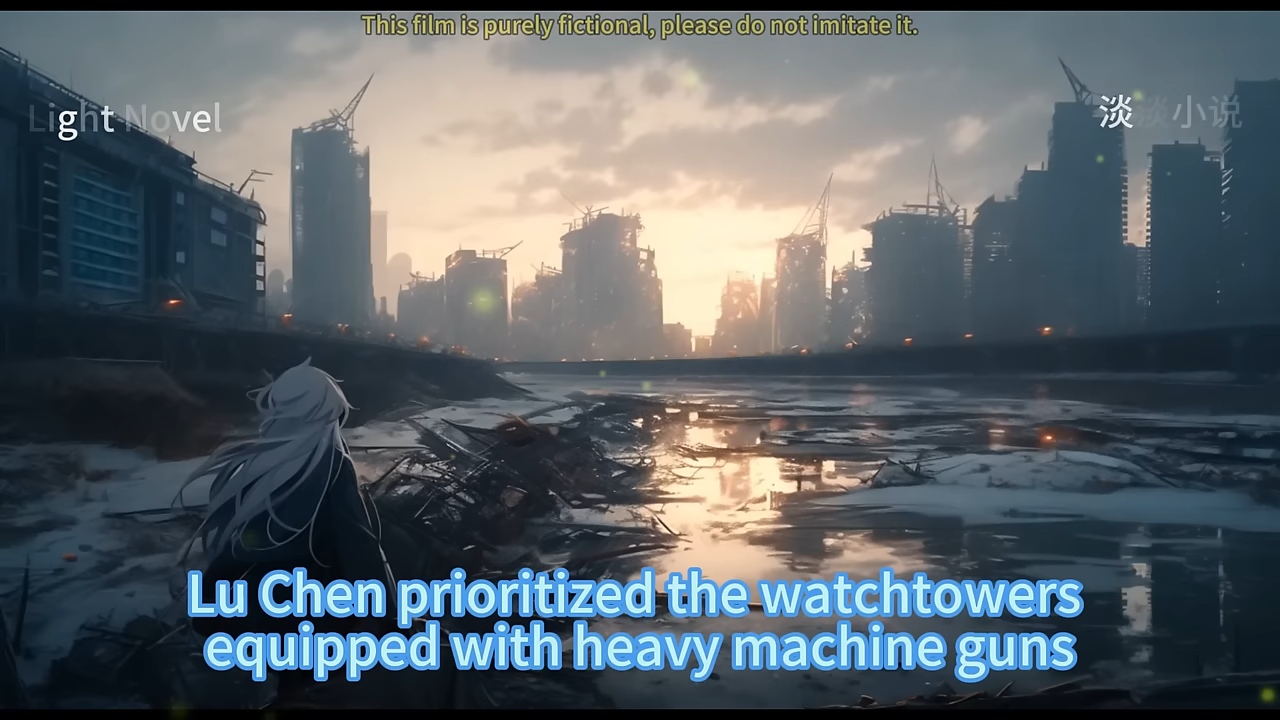 This film is purely fictional, please do not imitate it.
Light Novel
淡淡小说
Lu Chen prioritized the watchtowers
equipped with heavy machine guns